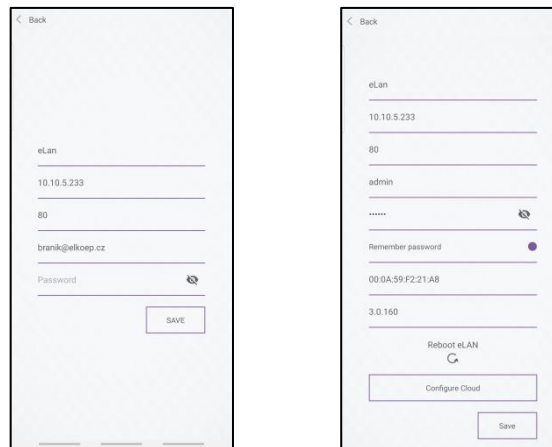 Back
eLan
10.10.5.233
80
branik@elkoep.cz
Password
SAVE
Back
eLan
10.10.5.233
80
admin
••••••
Remember password
00:0A:59:F2:21:A8
3.0.160
Reboot eLAN
Configure Cloud
Save